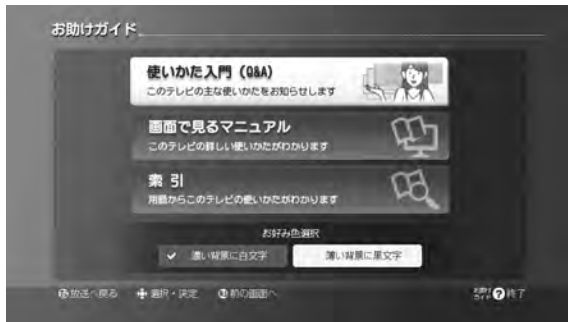 お助けガイド
使いかた入門（Q&A）
このテレビの主な使いかたをお知らせします
画面で見るマニュアル
このテレビの詳しい使いかたがわかります
索 引
用語からこのテレビの使いかたがわかります
お好み色選択
✔ 濃い背景に白文字 薄い背景に黒文字
放送へ戻る 選択・決定 前の画面へ お助けガイド ? 終了